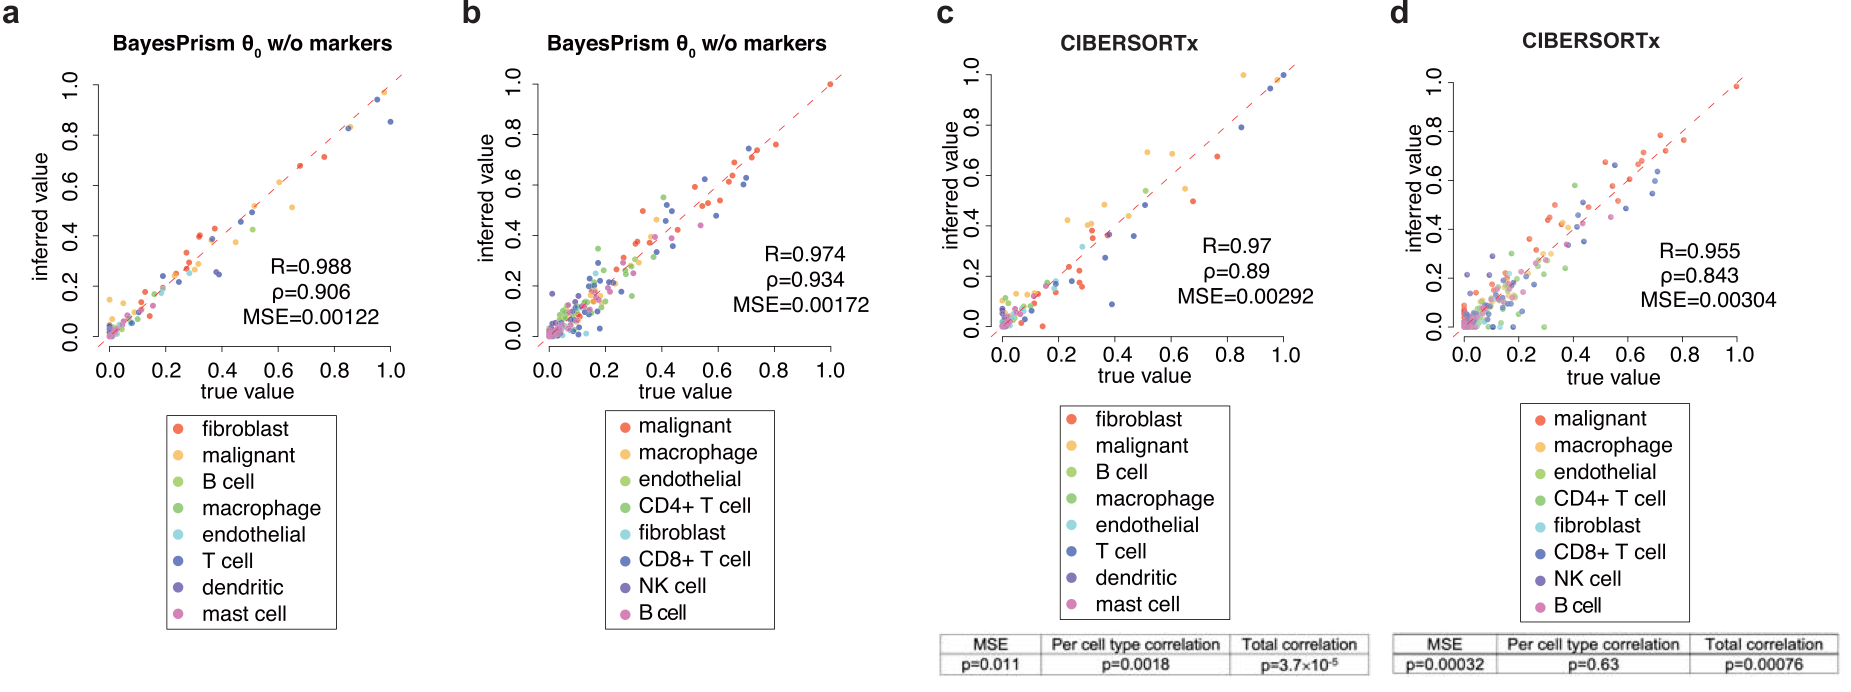 a
BayesPrism θ0 w/o markers
inferred value
1.0
0.8
0.6
0.4
0.2
0.0
R=0.988
ρ=0.906
MSE=0.00122
0.0 0.2 0.4 0.6 0.8 1.0
true value
fibroblast
malignant
B cell
macrophage
endothelial
T cell
dendritic
mast cell
b
BayesPrism θ0 w/o markers
inferred value
1.0
0.8
0.6
0.4
0.2
0.0
R=0.974
ρ=0.934
MSE=0.00172
0.0 0.2 0.4 0.6 0.8 1.0
true value
malignant
macrophage
endothelial
CD4+ T cell
fibroblast
CD8+ T cell
NK cell
B cell
c
CIBERSORTx
inferred value
1.0
0.8
0.6
0.4
0.2
0.0
R=0.97
ρ=0.89
MSE=0.00292
0.0 0.2 0.4 0.6 0.8 1.0
true value
fibroblast
malignant
B cell
macrophage
endothelial
T cell
dendritic
mast cell
MSE Per cell type correlation Total correlation
p=0.011 p=0.0018 p=3.7×10-5
d
CIBERSORTx
inferred value
1.0
0.8
0.6
0.4
0.2
0.0
R=0.955
ρ=0.843
MSE=0.00304
0.0 0.2 0.4 0.6 0.8 1.0
true value
malignant
macrophage
endothelial
CD4+ T cell
fibroblast
CD8+ T cell
NK cell
B cell
MSE Per cell type correlation Total correlation
p=0.00032 p=0.63 p=0.00076